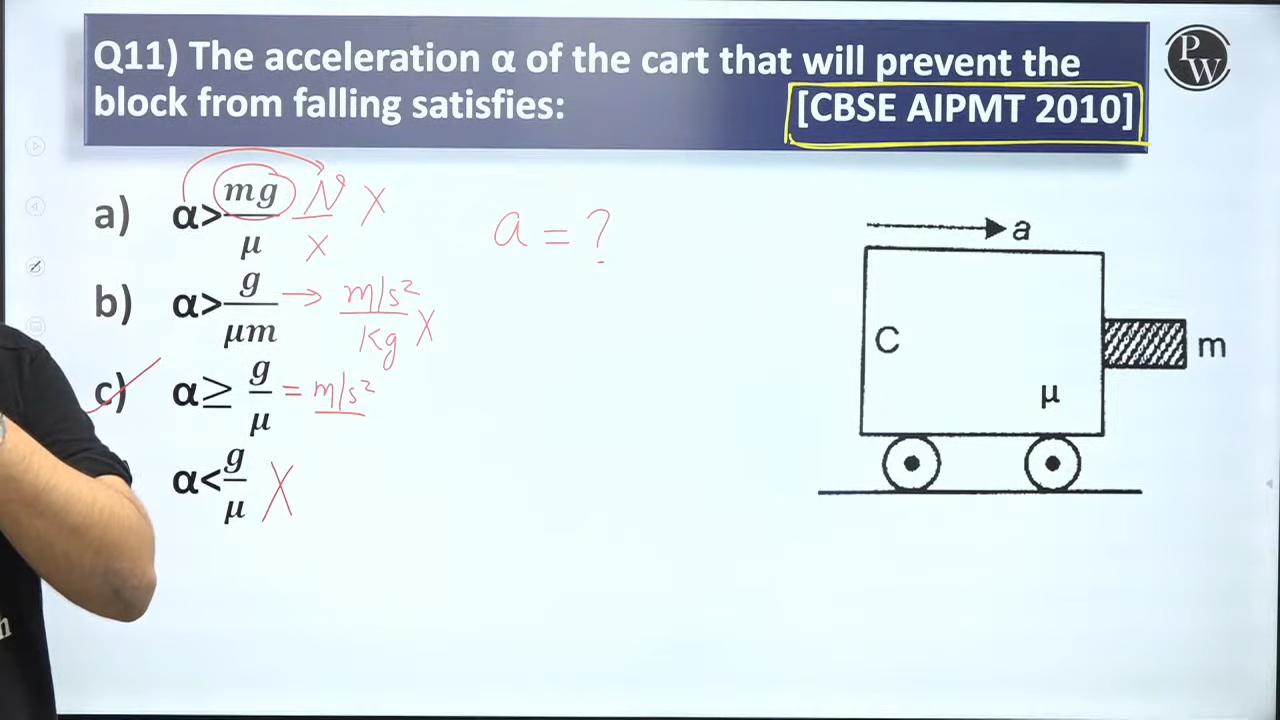 Q11) The acceleration α of the cart that will prevent the
block from falling satisfies: [CBSE AIPMT 2010]
P
W
a) α>mg/μ N/x X
b) α>g/μm → m/s²/Kg X
c) α≥ g/μ = m/s²
α<g/μ X
a = ?
a
C
m
μ
h